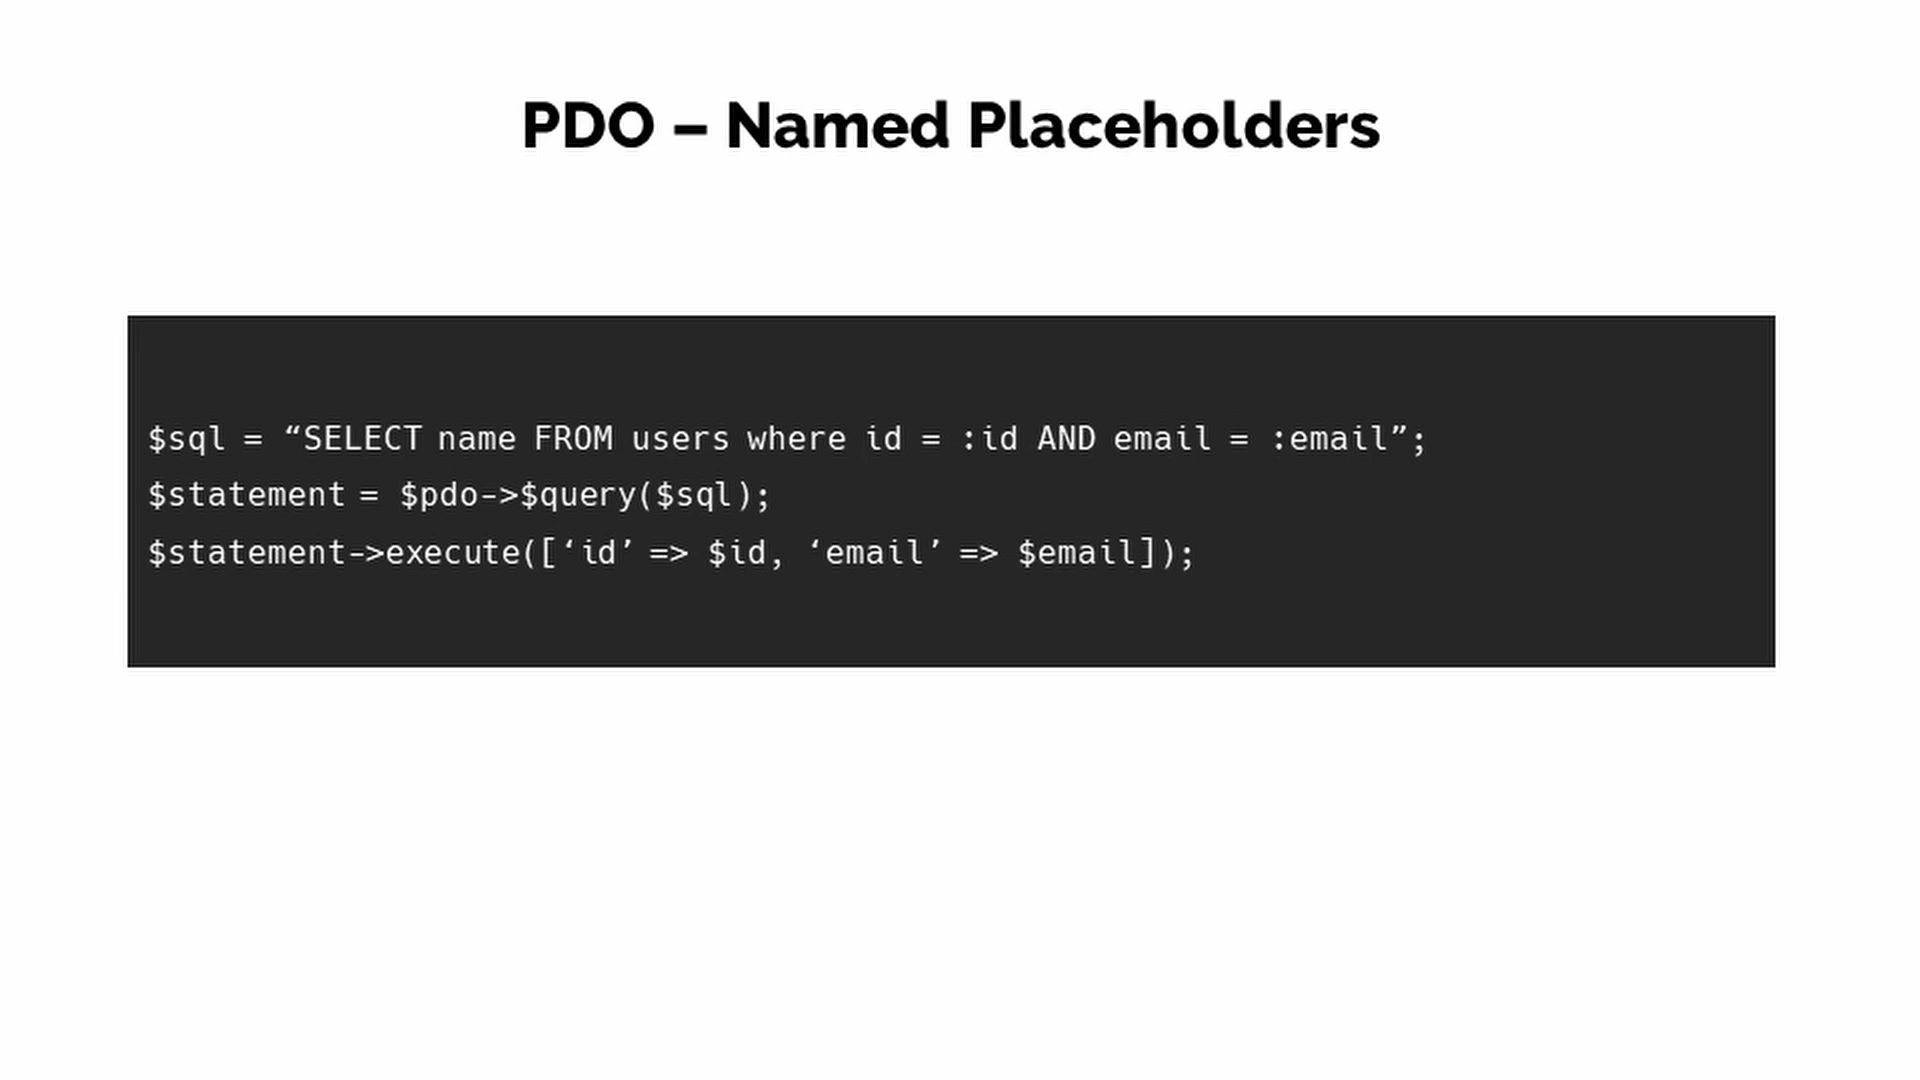 PDO – Named Placeholders
$sql = “SELECT name FROM users where id = :id AND email = :email”;
$statement = $pdo->$query($sql);
$statement->execute([‘id’ => $id, ‘email’ => $email]);